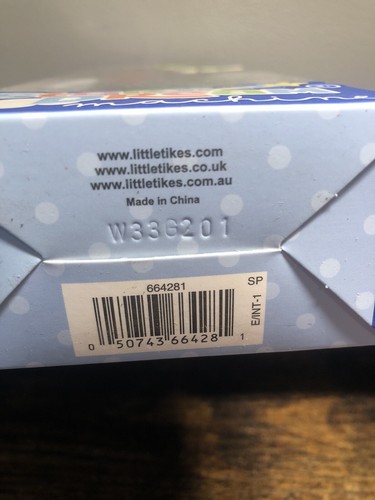 machine
www.littletikes.com
www.littletikes.co.uk
www.littletikes.com.au
Made in China
W33G201
664281
SP
E/INT-1
0 50743 66428 1